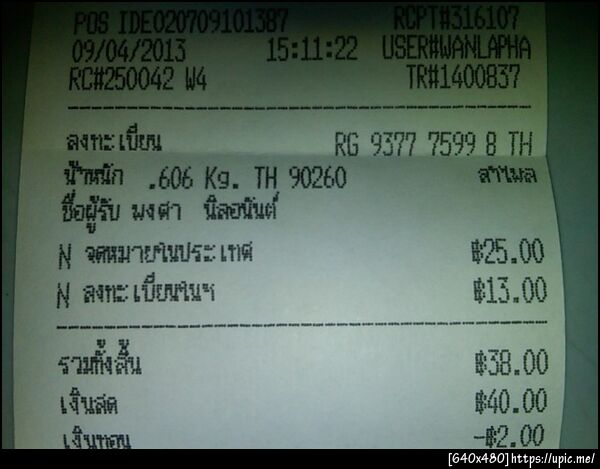 POS IDE020709101387 RCPT#316107
09/04/2013 15:11:22 USER#WANLAPHA
RC#250042 W4 TR#1400837
ลงทะเบียน RG 9377 7599 8 TH
น้ำหนัก .606 Kg. TH 90260 สาไผล
ชื่อผู้รับ พงศา นิลอนันต์
N จดหมายในประเทศ ฿25.00
N ลงทะเบียนในฯ ฿13.00
รวมทั้งสิ้น ฿38.00
เงินสด ฿40.00
เงินทอน -฿2.00
[640x480]https://upic.me/